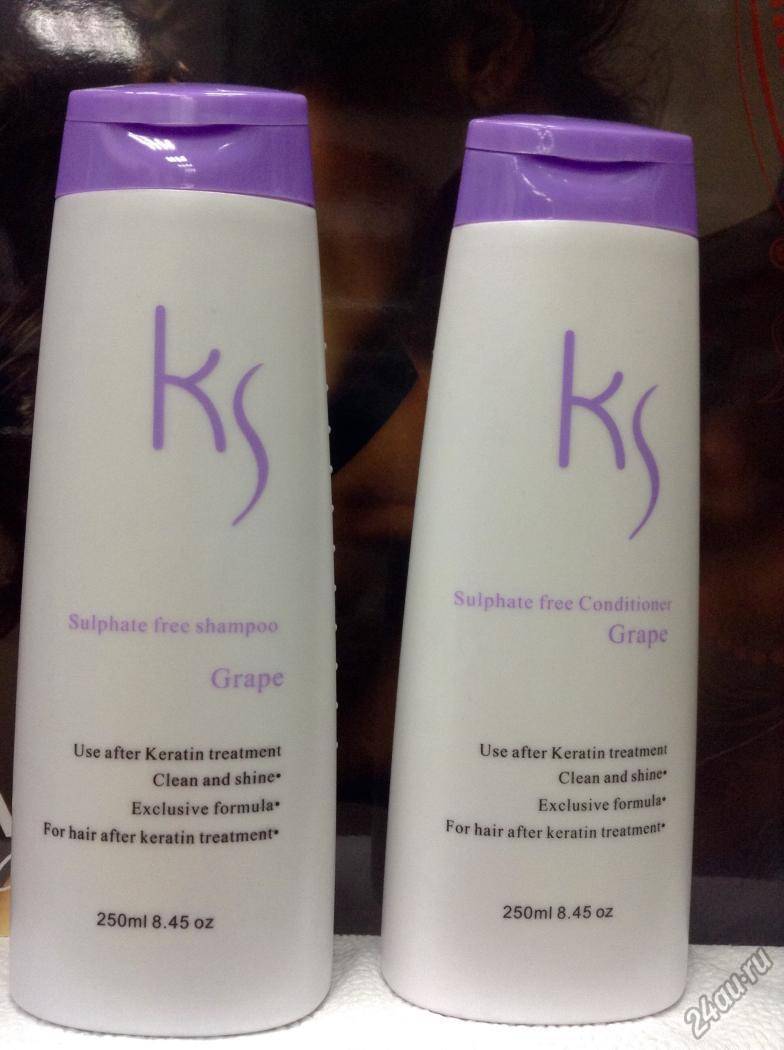 KS
Sulphate free shampoo
Grape
Use after Keratin treatment
Clean and shine•
Exclusive formula•
For hair after keratin treatment•
250ml 8.45 oz
KS
Sulphate free Conditioner
Grape
Use after Keratin treatment
Clean and shine•
Exclusive formula•
For hair after keratin treatment•
250ml 8.45 oz
24au.ru